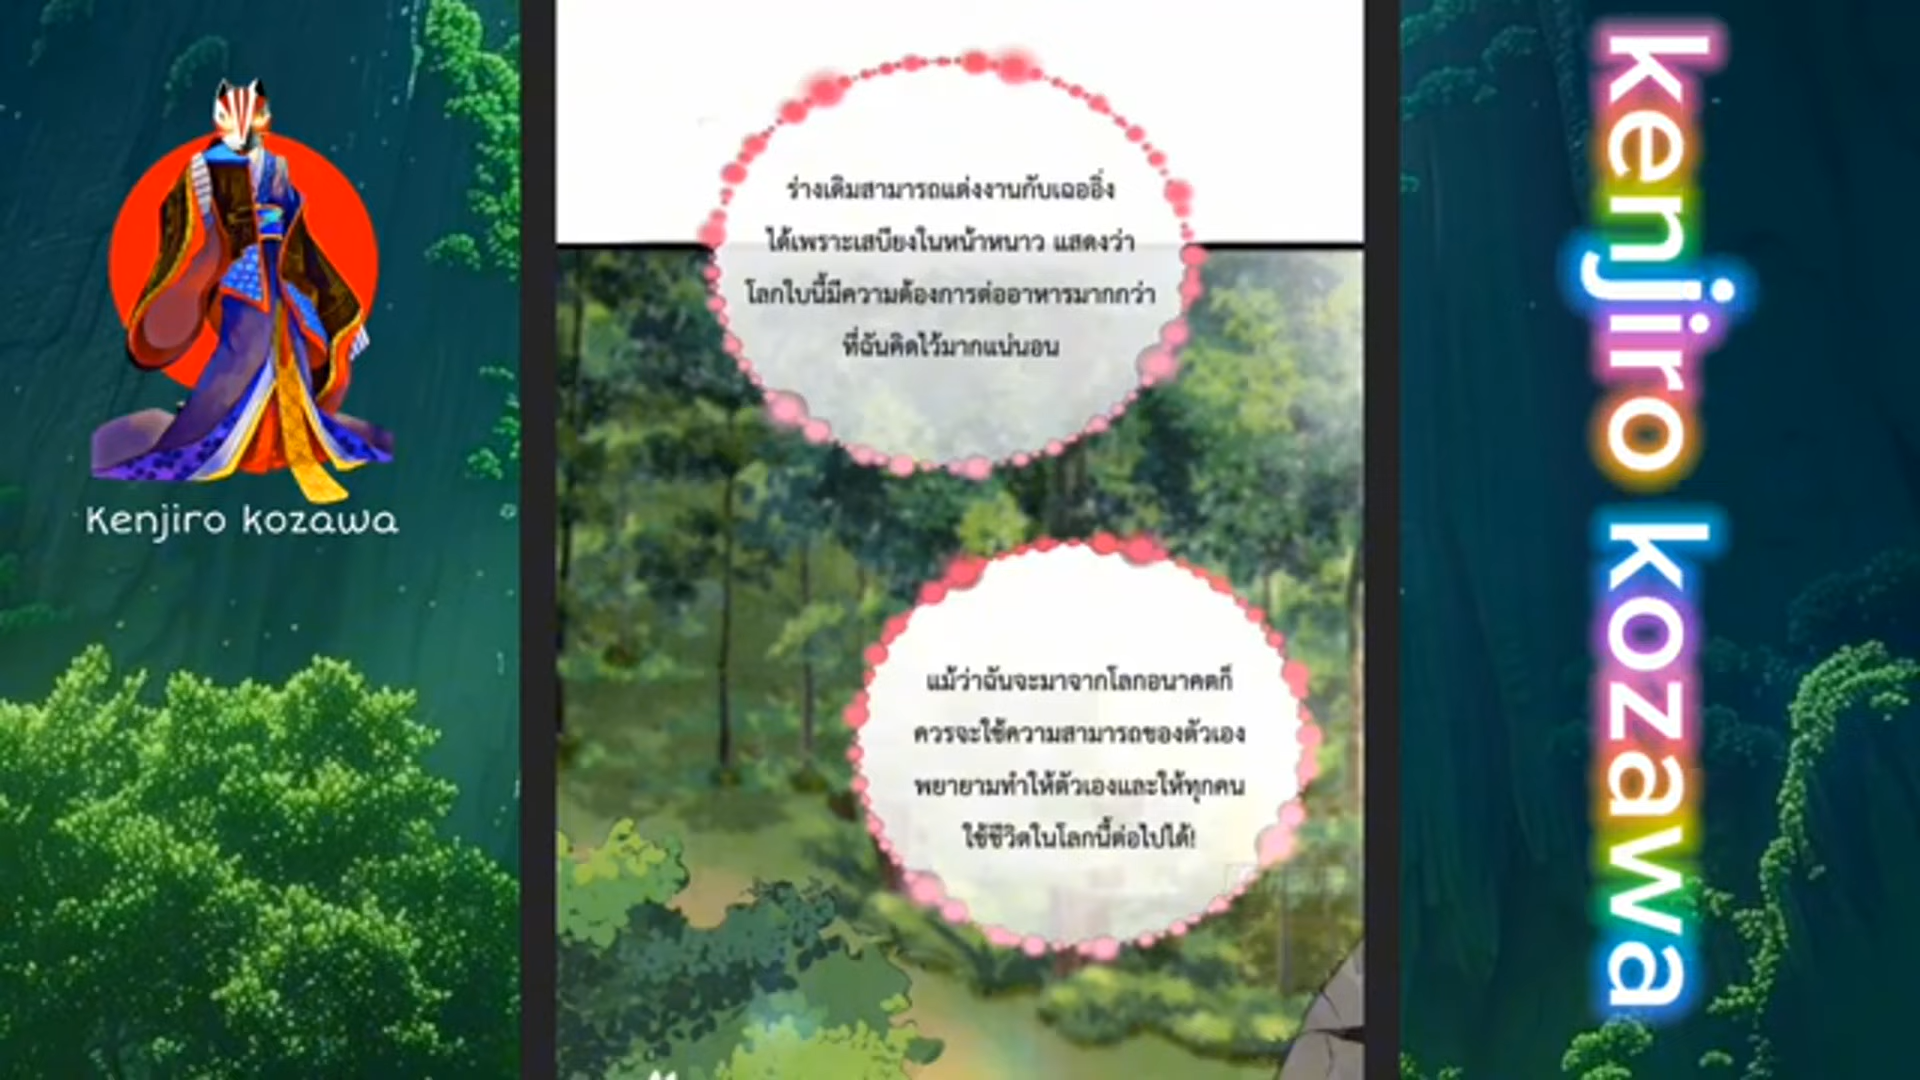 Kenjiro kozawa
ร่างเดิมสามารถแต่งงานกับเฉออิ่ง
ได้เพราะเสบียงในหน้าหนาว แสดงว่า
โลกใบนี้มีความต้องการต่ออาหารมากกว่า
ที่ฉันคิดไว้มากแน่นอน
แม้ว่าฉันจะมาจากโลกอนาคตก็
ควรจะใช้ความสามารถของตัวเอง
พยายามทำให้ตัวเองและให้ทุกคน
ใช้ชีวิตในโลกนี้ต่อไปได้!
kenjiro kozawa